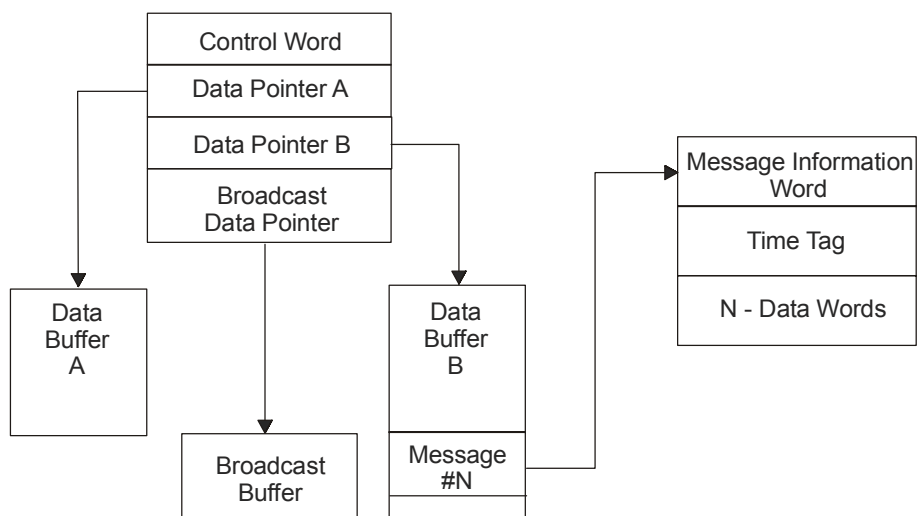 Control Word
Data Pointer A
Data Pointer B
Broadcast
Data Pointer
Message Information
Word
Time Tag
N - Data Words
Data
Buffer
A
Data
Buffer
B
Message
#N
Broadcast
Buffer